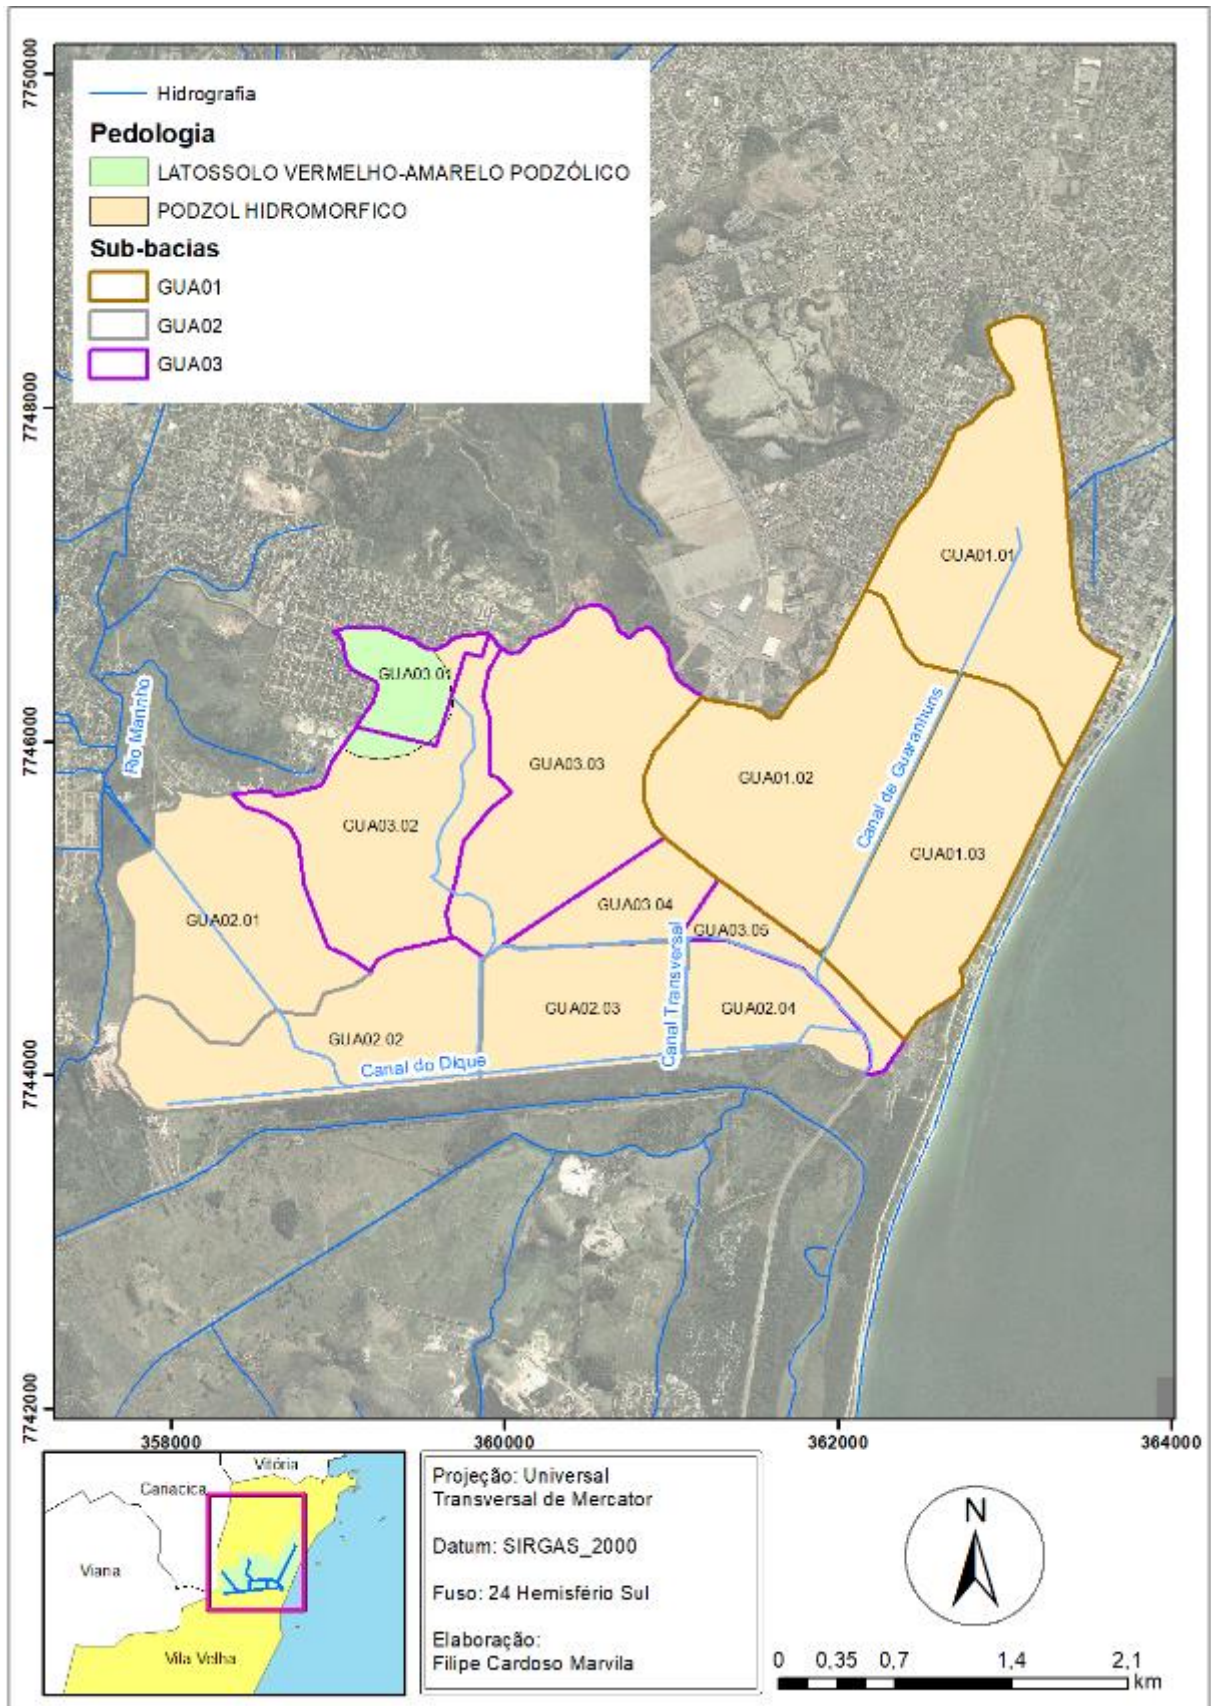 7750000
Hidrografia
Pedologia
LATOSSOLO VERMELHO-AMARELO PODZÓLICO
PODZOL HIDROMORFICO
Sub-bacias
GUA01
GUA02
GUA03
7748000
GUA01.01
GUA03.01
Rio Marinho
7746000
GUA03.03
GUA01.02
Canal de Guaranhuns
GUA03.02
GUA01.03
GUA02.01
GUA03.04
GUA03.05
Canal Transversal
GUA02.03
GUA02.04
GUA02.02
Canal do Dique
7744000
7742000
358000
360000
362000
364000
Vitória
Cariacica
Viana
Vila Velha
Projeção: Universal
Transversal de Mercator
Datum: SIRGAS_2000
Fuso: 24 Hemisfério Sul
Elaboração:
Filipe Cardoso Marvila
N
0 0,35 0,7 1,4 2,1
km